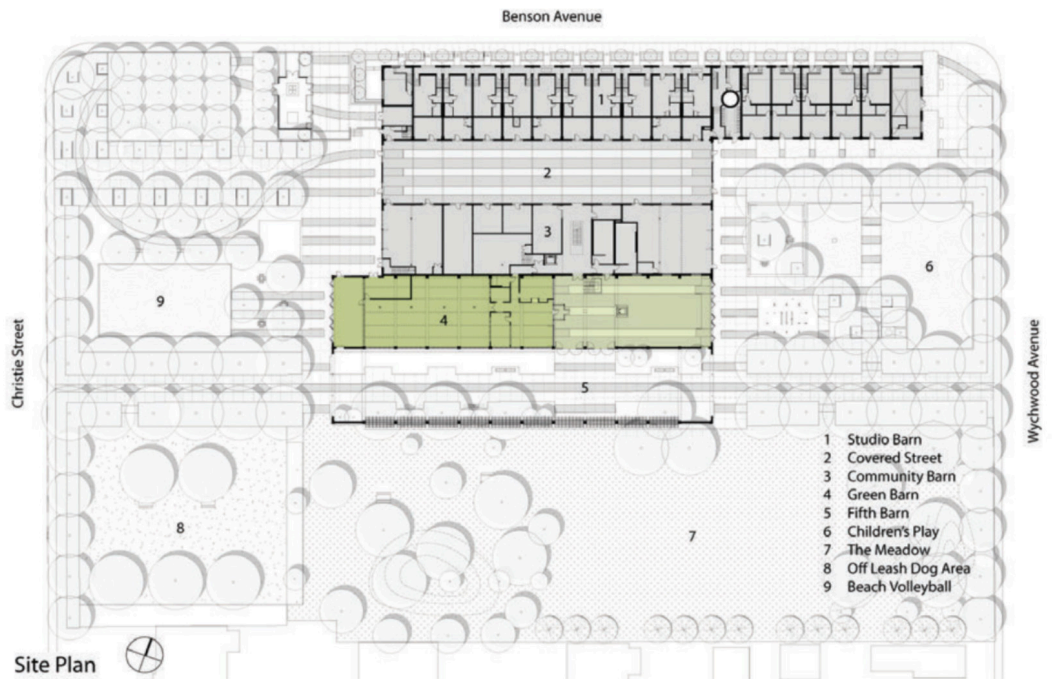 Benson Avenue
1
2
3
4
5
6
7
8
9
Christie Street
Wychwood Avenue
1 Studio Barn
2 Covered Street
3 Community Barn
4 Green Barn
5 Fifth Barn
6 Children's Play
7 The Meadow
8 Off Leash Dog Area
9 Beach Volleyball
Site Plan